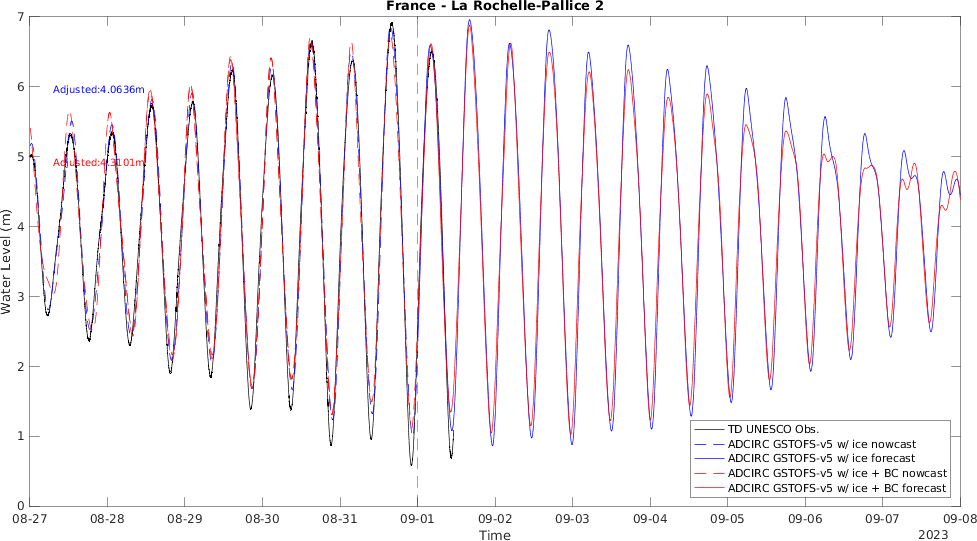 France - La Rochelle-Pallice 2
7
6
5
4
3
2
1
0
Water Level (m)
Adjusted:4.0636m
Adjusted:4.3101m
TD UNESCO Obs.
ADCIRC GSTOFS-v5 w/ ice nowcast
ADCIRC GSTOFS-v5 w/ ice forecast
ADCIRC GSTOFS-v5 w/ ice + BC nowcast
ADCIRC GSTOFS-v5 w/ ice + BC forecast
08-27 08-28 08-29 08-30 08-31 09-01 09-02 09-03 09-04 09-05 09-06 09-07 09-08
Time
2023